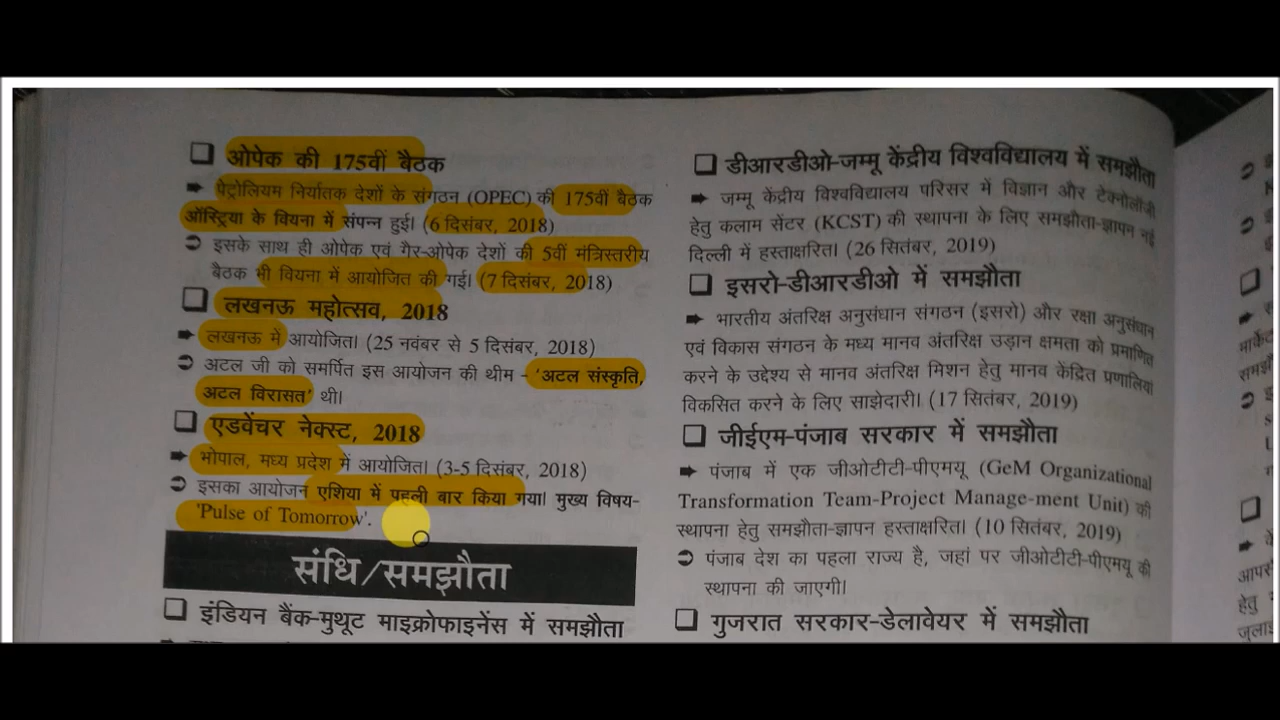 ❑ ओपेक की 175वीं बैठक
➡ पेट्रोलियम निर्यातक देशों के संगठन (OPEC) की 175वीं बैठक
ऑस्ट्रिया के वियना में संपन्न हुई। (6 दिसंबर, 2018)
➲ इसके साथ ही ओपेक एवं गैर-ओपेक देशों की 5वीं मंत्रिस्तरीय
बैठक भी वियना में आयोजित की गई। (7 दिसंबर, 2018)
❑ लखनऊ महोत्सव, 2018
➡ लखनऊ में आयोजित। (25 नवंबर से 5 दिसंबर, 2018)
➲ अटल जी को समर्पित इस आयोजन की थीम - 'अटल संस्कृति,
अटल विरासत' थी।
❑ एडवेंचर नेक्स्ट, 2018
➡ भोपाल, मध्य प्रदेश में आयोजित। (3-5 दिसंबर, 2018)
➲ इसका आयोजन एशिया में पहली बार किया गया। मुख्य विषय-
'Pulse of Tomorrow'.
संधि/समझौता
❑ इंडियन बैंक-मुथूट माइक्रोफाइनेंस में समझौता
❑ डीआरडीओ-जम्मू केंद्रीय विश्वविद्यालय में समझौता
➡ जम्मू केंद्रीय विश्वविद्यालय परिसर में विज्ञान और टेक्नोलॉजी
हेतु कलाम सेंटर (KCST) की स्थापना के लिए समझौता-ज्ञापन नई
दिल्ली में हस्ताक्षरित। (26 सितंबर, 2019)
❑ इसरो-डीआरडीओ में समझौता
➡ भारतीय अंतरिक्ष अनुसंधान संगठन (इसरो) और रक्षा अनुसंधान
एवं विकास संगठन के मध्य मानव अंतरिक्ष उड़ान क्षमता को प्रमाणित
करने के उद्देश्य से मानव अंतरिक्ष मिशन हेतु मानव केंद्रित प्रणालियां
विकसित करने के लिए साझेदारी। (17 सितंबर, 2019)
❑ जीईएम-पंजाब सरकार में समझौता
➡ पंजाब में एक जीओटीटी-पीएमयू (GeM Organizational
Transformation Team-Project Manage-ment Unit) की
स्थापना हेतु समझौता-ज्ञापन हस्ताक्षरित। (10 सितंबर, 2019)
➲ पंजाब देश का पहला राज्य है, जहां पर जीओटीटी-पीएमयू की
स्थापना की जाएगी।
❑ गुजरात सरकार-डेलावेयर में समझौता